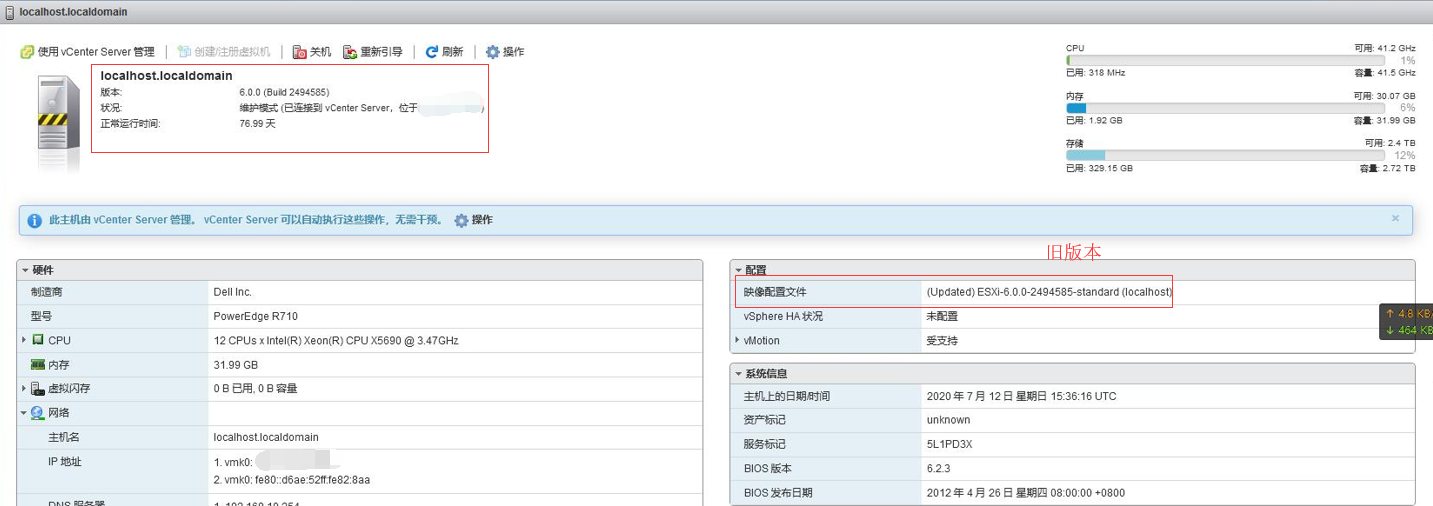 localhost.localdomain
使用 vCenter Server 管理 创建/注册虚拟机 关机 重新引导 刷新 操作
localhost.localdomain
版本: 6.0.0 (Build 2494585)
状况: 维护模式 (已连接到 vCenter Server，位于
正常运行时间: 76.99 天
CPU 可用: 41.2 GHz
1%
已用: 318 MHz 容量: 41.5 GHz
内存 可用: 30.07 GB
6%
已用: 1.92 GB 容量: 31.99 GB
存储 可用: 2.4 TB
12%
已用: 329.15 GB 容量: 2.72 TB
此主机由 vCenter Server 管理。 vCenter Server 可以自动执行这些操作，无需干预。 操作 ×
硬件
制造商 Dell Inc.
型号 PowerEdge R710
CPU 12 CPUs x Intel(R) Xeon(R) CPU X5690 @ 3.47GHz
内存 31.99 GB
虚拟闪存 0 B 已用, 0 B 容量
网络
主机名 localhost.localdomain
IP 地址 1. vmk0:
2. vmk0: fe80::d6ae:52ff:fe82:8aa
旧版本
配置
映像配置文件 (Updated) ESXi-6.0.0-2494585-standard (localhost)
vSphere HA 状况 未配置
vMotion 受支持
↑ 4.8 KB/
↓ 464 KB
系统信息
主机上的日期/时间 2020 年 7 月 12 日 星期日 15:36:16 UTC
资产标记 unknown
服务标记 5L1PD3X
BIOS 版本 6.2.3
BIOS 发布日期 2012 年 4 月 26 日 星期四 08:00:00 +0800